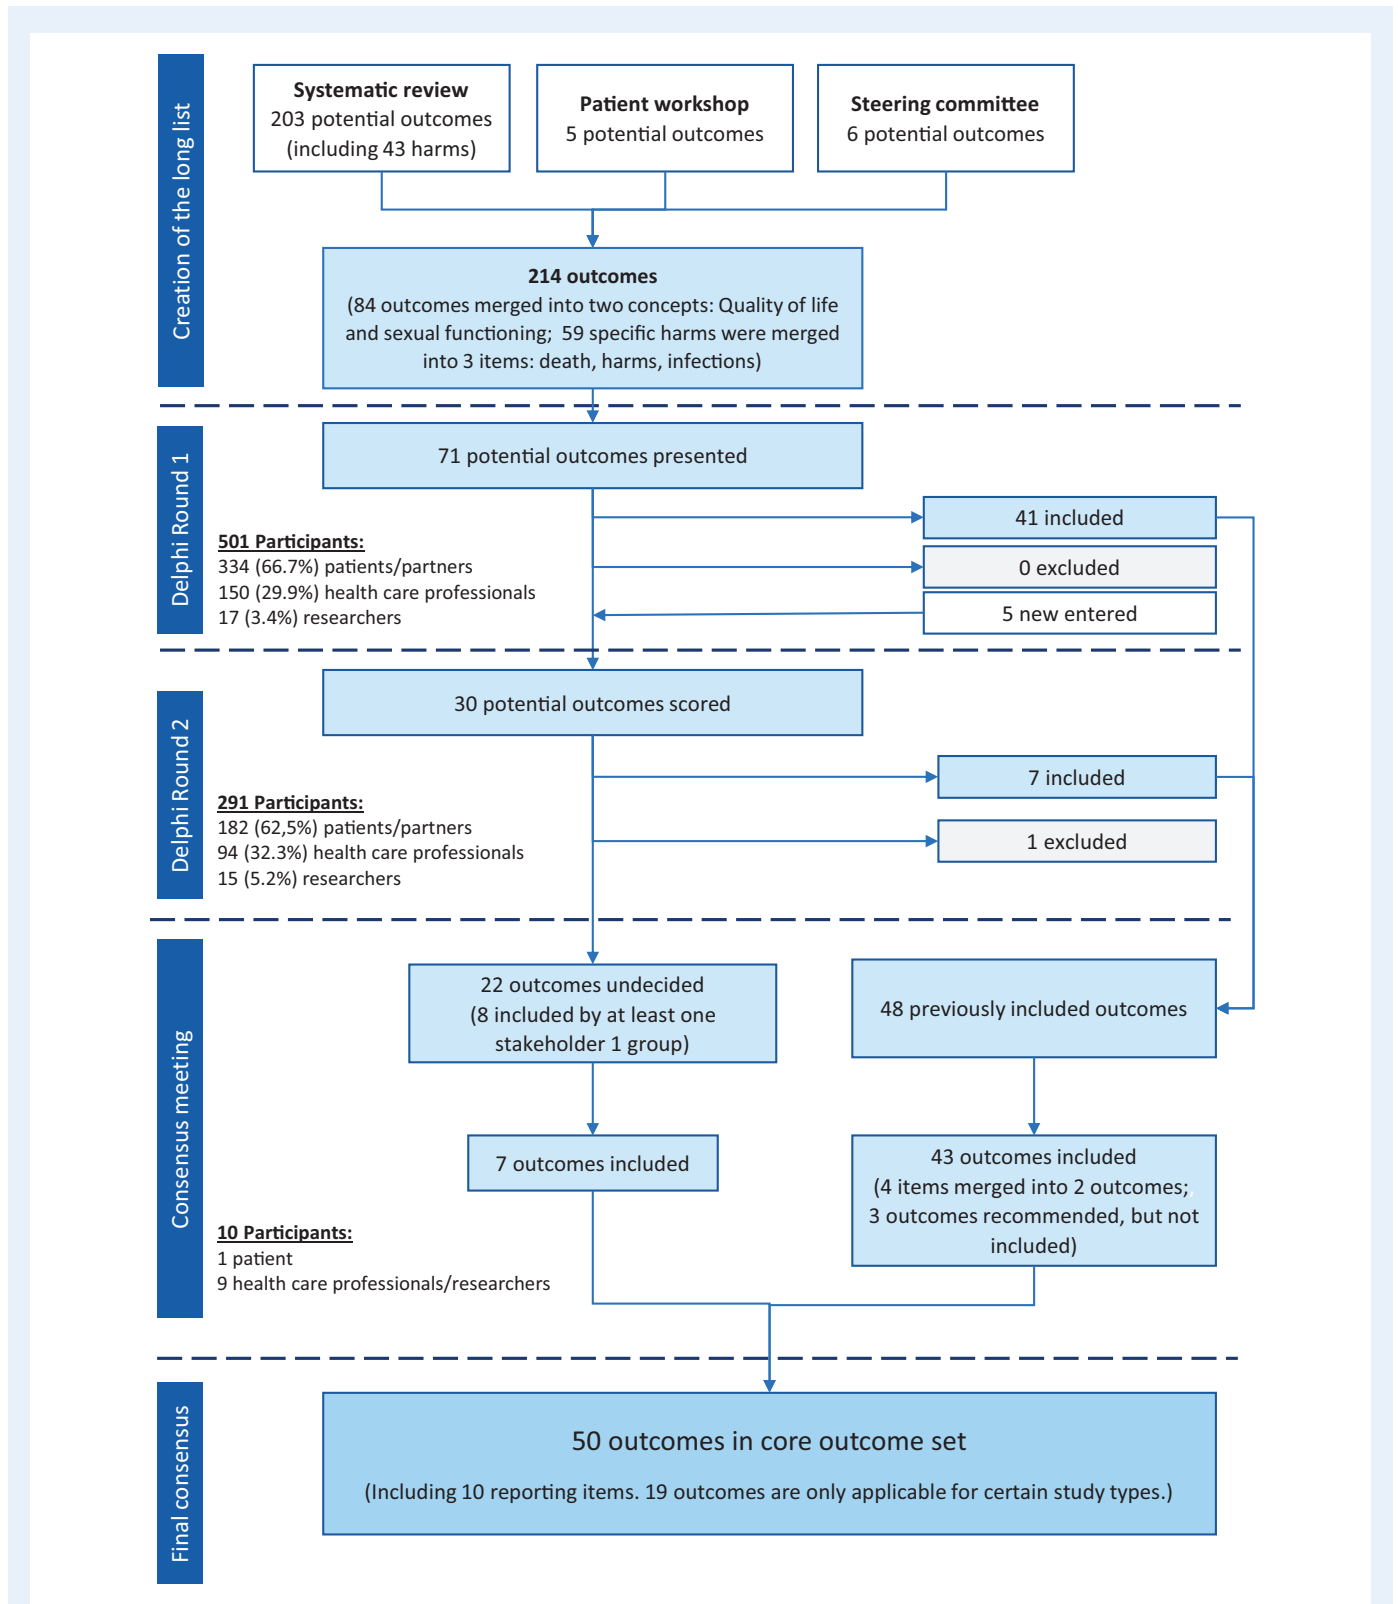 Creation of the long list
Systematic review
203 potential outcomes
(including 43 harms)
Patient workshop
5 potential outcomes
Steering committee
6 potential outcomes
214 outcomes
(84 outcomes merged into two concepts: Quality of life
and sexual functioning; 59 specific harms were merged
into 3 items: death, harms, infections)
Delphi Round 1
71 potential outcomes presented
501 Participants:
334 (66.7%) patients/partners
150 (29.9%) health care professionals
17 (3.4%) researchers
41 included
0 excluded
5 new entered
Delphi Round 2
30 potential outcomes scored
291 Participants:
182 (62,5%) patients/partners
94 (32.3%) health care professionals
15 (5.2%) researchers
7 included
1 excluded
Consensus meeting
22 outcomes undecided
(8 included by at least one
stakeholder 1 group)
48 previously included outcomes
7 outcomes included
43 outcomes included
(4 items merged into 2 outcomes;
3 outcomes recommended, but not
included)
10 Participants:
1 patient
9 health care professionals/researchers
Final consensus
50 outcomes in core outcome set
(Including 10 reporting items. 19 outcomes are only applicable for certain study types.)